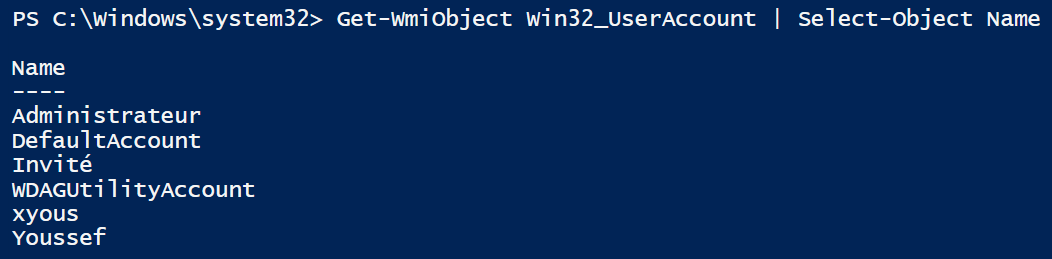 PS C:\Windows\system32> Get-WmiObject Win32_UserAccount | Select-Object Name
Name
----
Administrateur
DefaultAccount
Invité
WDAGUtilityAccount
xyous
Youssef